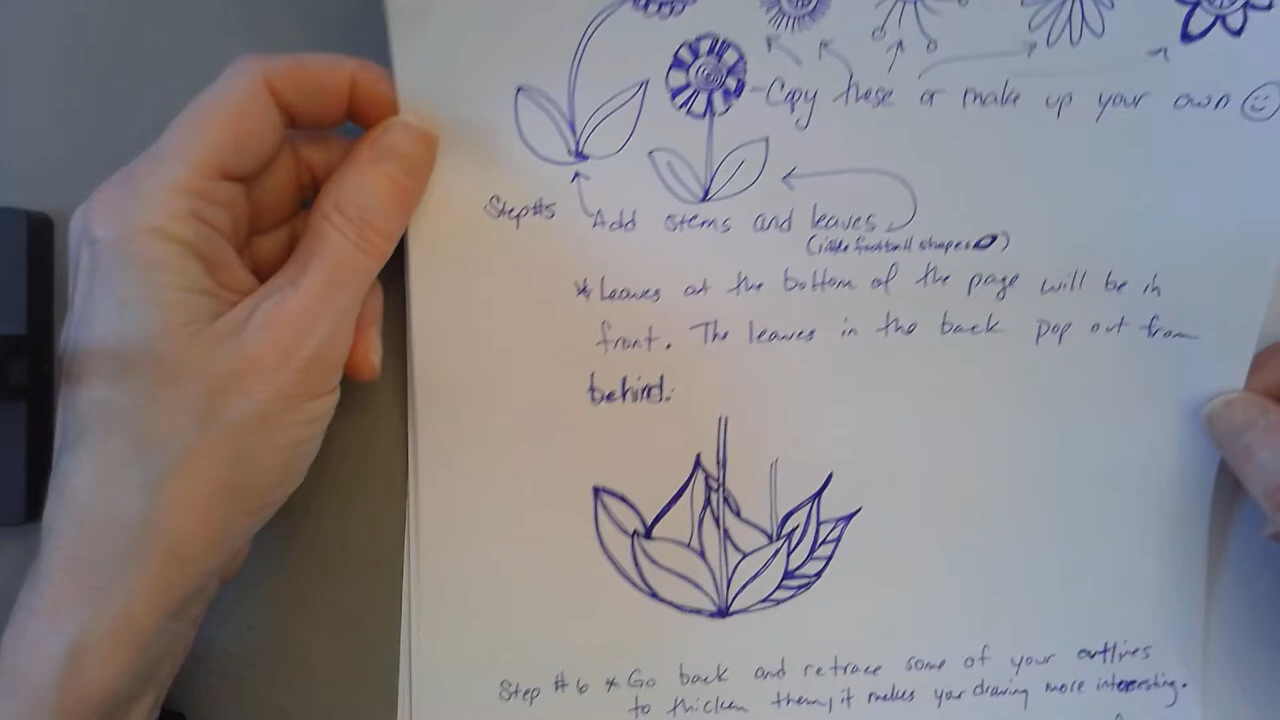 Copy these or make up your own
Step #5 Add stems and leaves
(little football shapes)
* Leaves at the bottom of the page will be in
front. The leaves in the back pop out from
behind.
Step #6 * Go back and retrace some of your outlines
to thicken them, it makes your drawing more interesting.